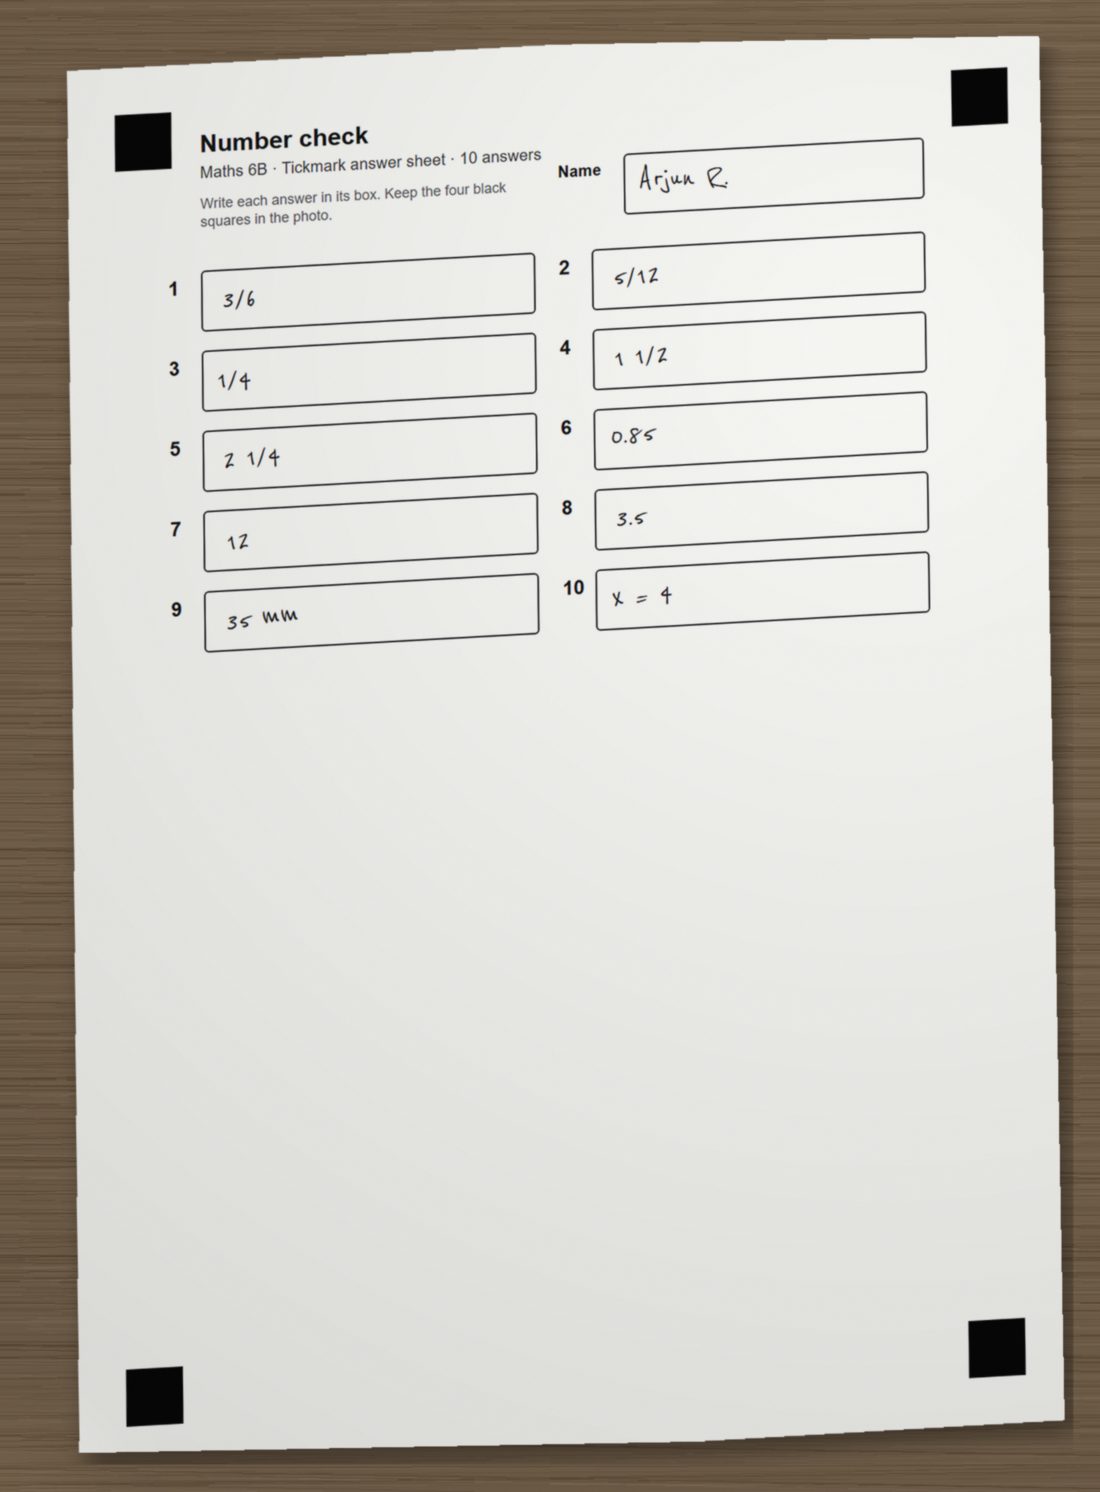 Number check
Maths 6B · Tickmark answer sheet · 10 answers
Write each answer in its box. Keep the four black
squares in the photo.
Name
Arjun R.
1
3/6
2
5/12
3
1/4
4
1 1/2
5
2 1/4
6
0.85
7
12
8
3.5
9
35 mm
10
x = 4